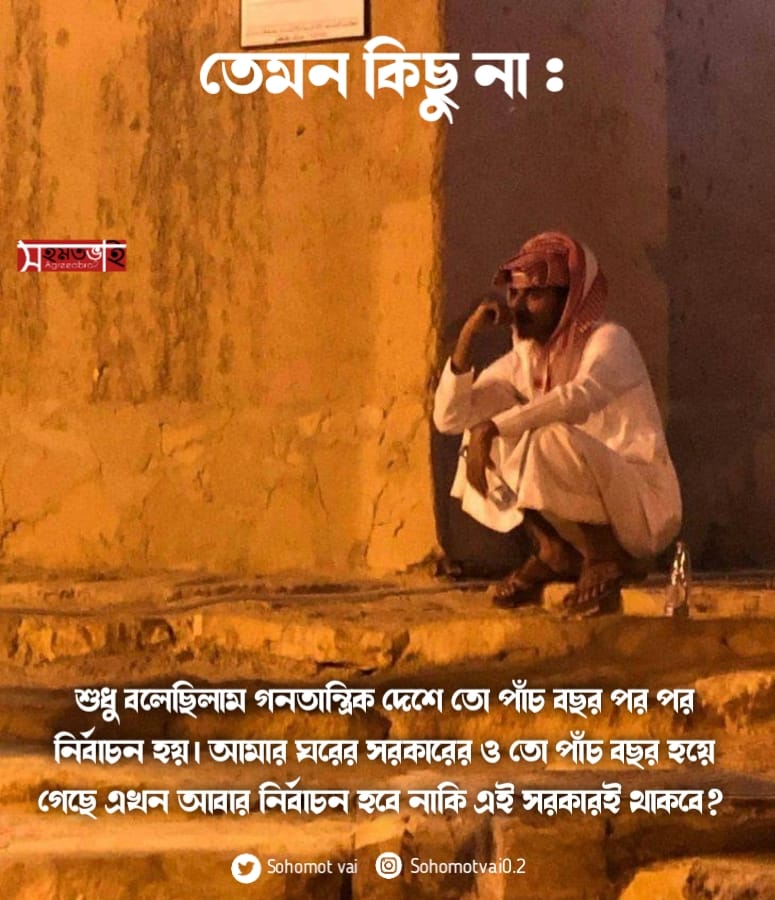 তেমন কিছু না :
সহমতভাই
Agreenbro
শুধু বলেছিলাম গনতান্ত্রিক দেশে তো পাঁচ বছর পর পর
নির্বাচন হয়। আমার ঘরের সরকারের ও তো পাঁচ বছর হয়ে
গেছে এখন আবার নির্বাচন হবে নাকি এই সরকারই থাকবে?
Sohomot vai Sohomotvai0.2